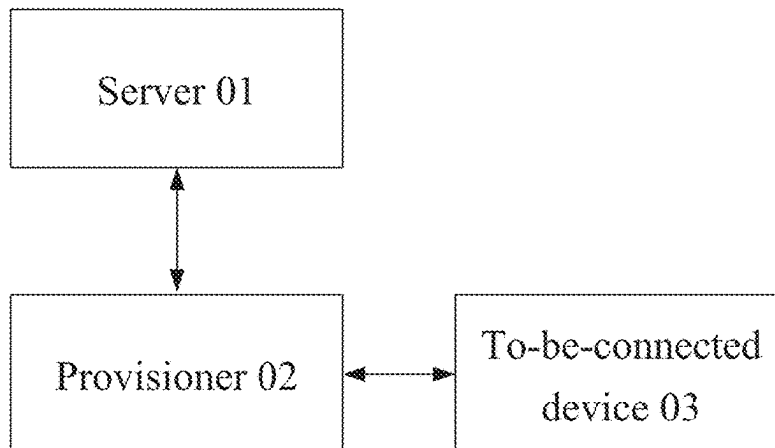 Server 01
Provisioner 02
To-be-connected
device 03